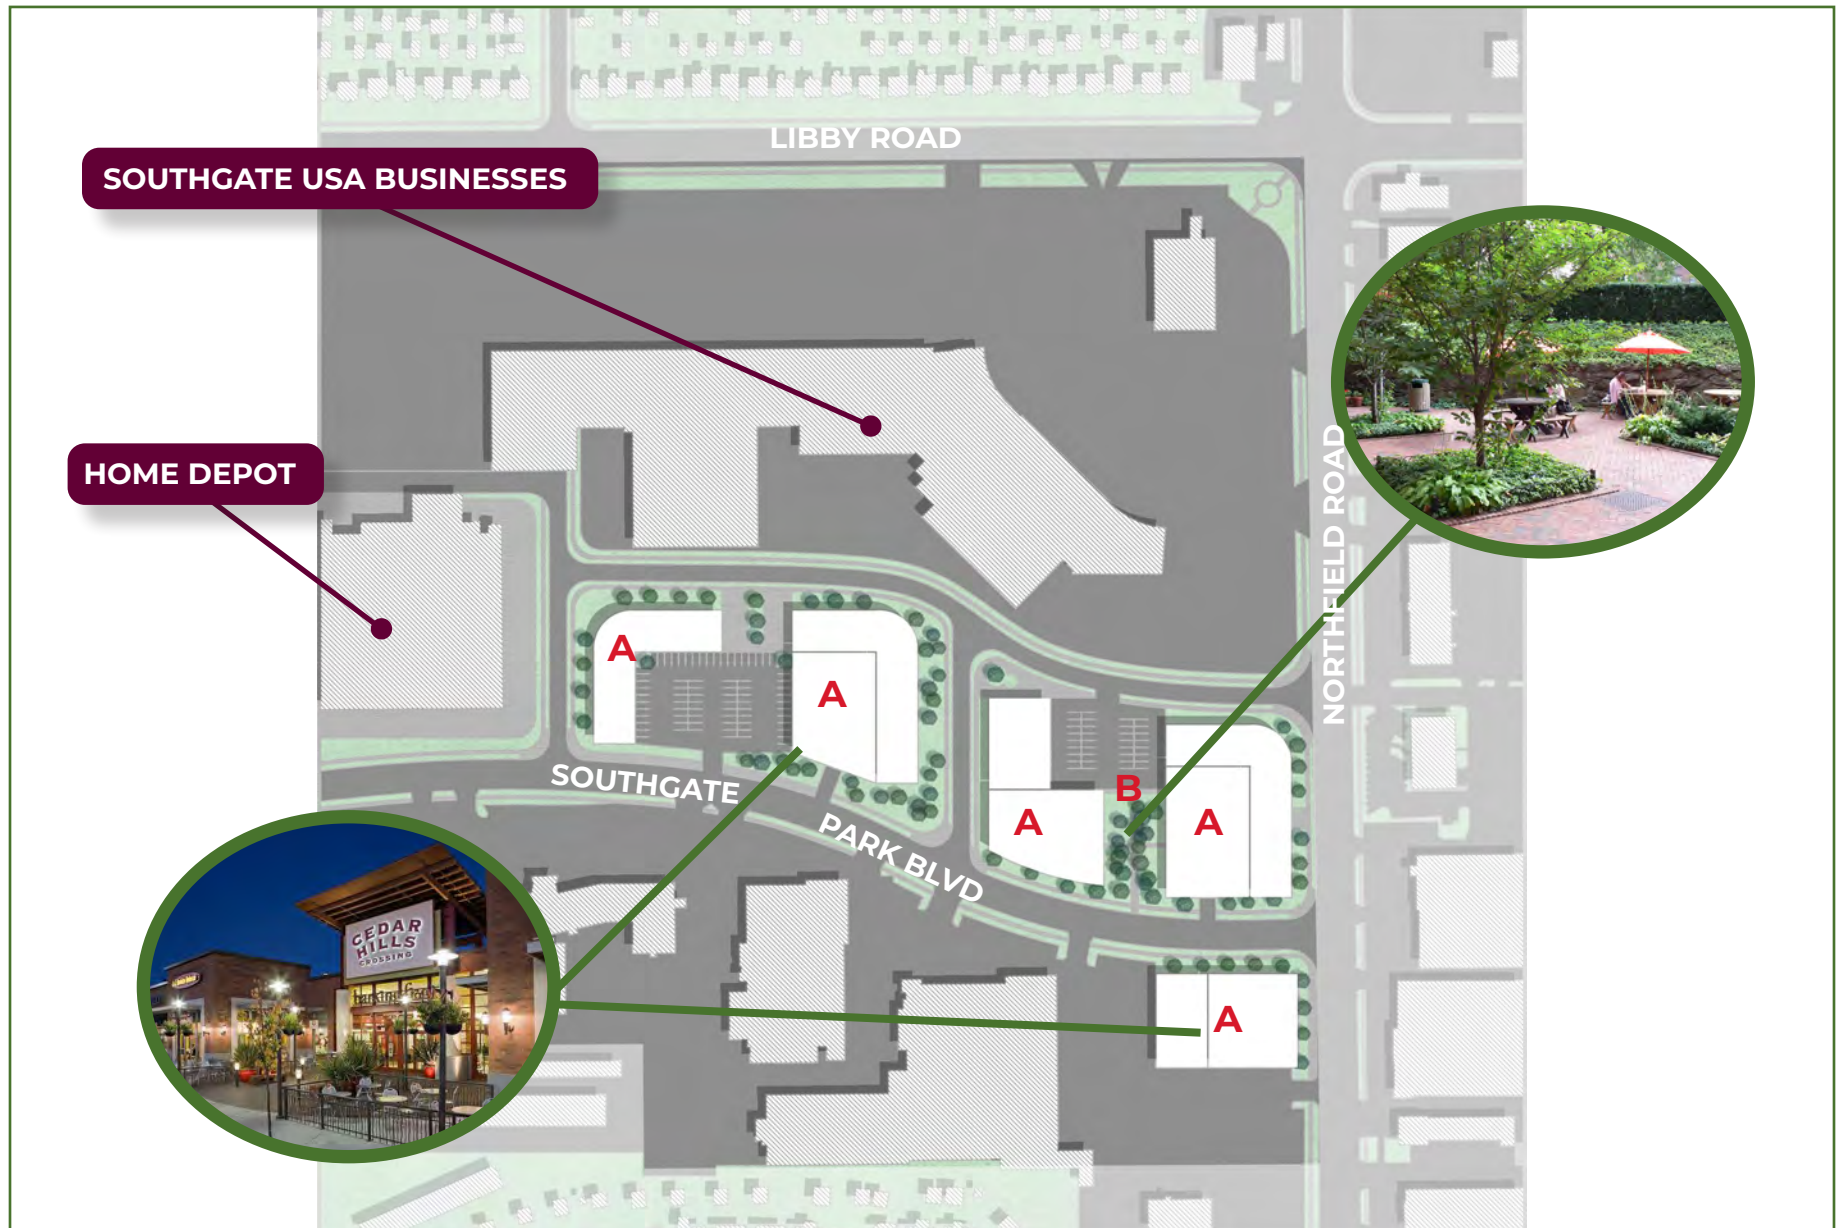 LIBBY ROAD
SOUTHGATE USA BUSINESSES
HOME DEPOT
NORTHFIELD ROAD
A
A
A
B
A
SOUTHGATE
PARK BLVD
CEDAR
HILLS
CROSSING
A